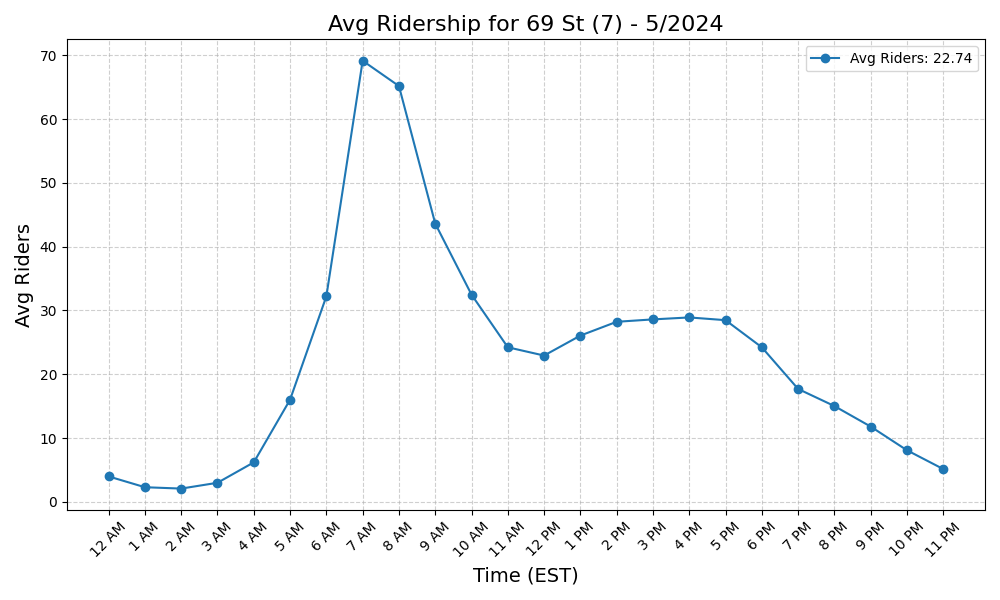 Avg Ridership for 69 St (7) - 5/2024
Avg Riders: 22.74
70
60
50
40
30
20
10
0
Avg Riders
12 AM
1 AM
2 AM
3 AM
4 AM
5 AM
6 AM
7 AM
8 AM
9 AM
10 AM
11 AM
12 PM
1 PM
2 PM
3 PM
4 PM
5 PM
6 PM
7 PM
8 PM
9 PM
10 PM
11 PM
Time (EST)